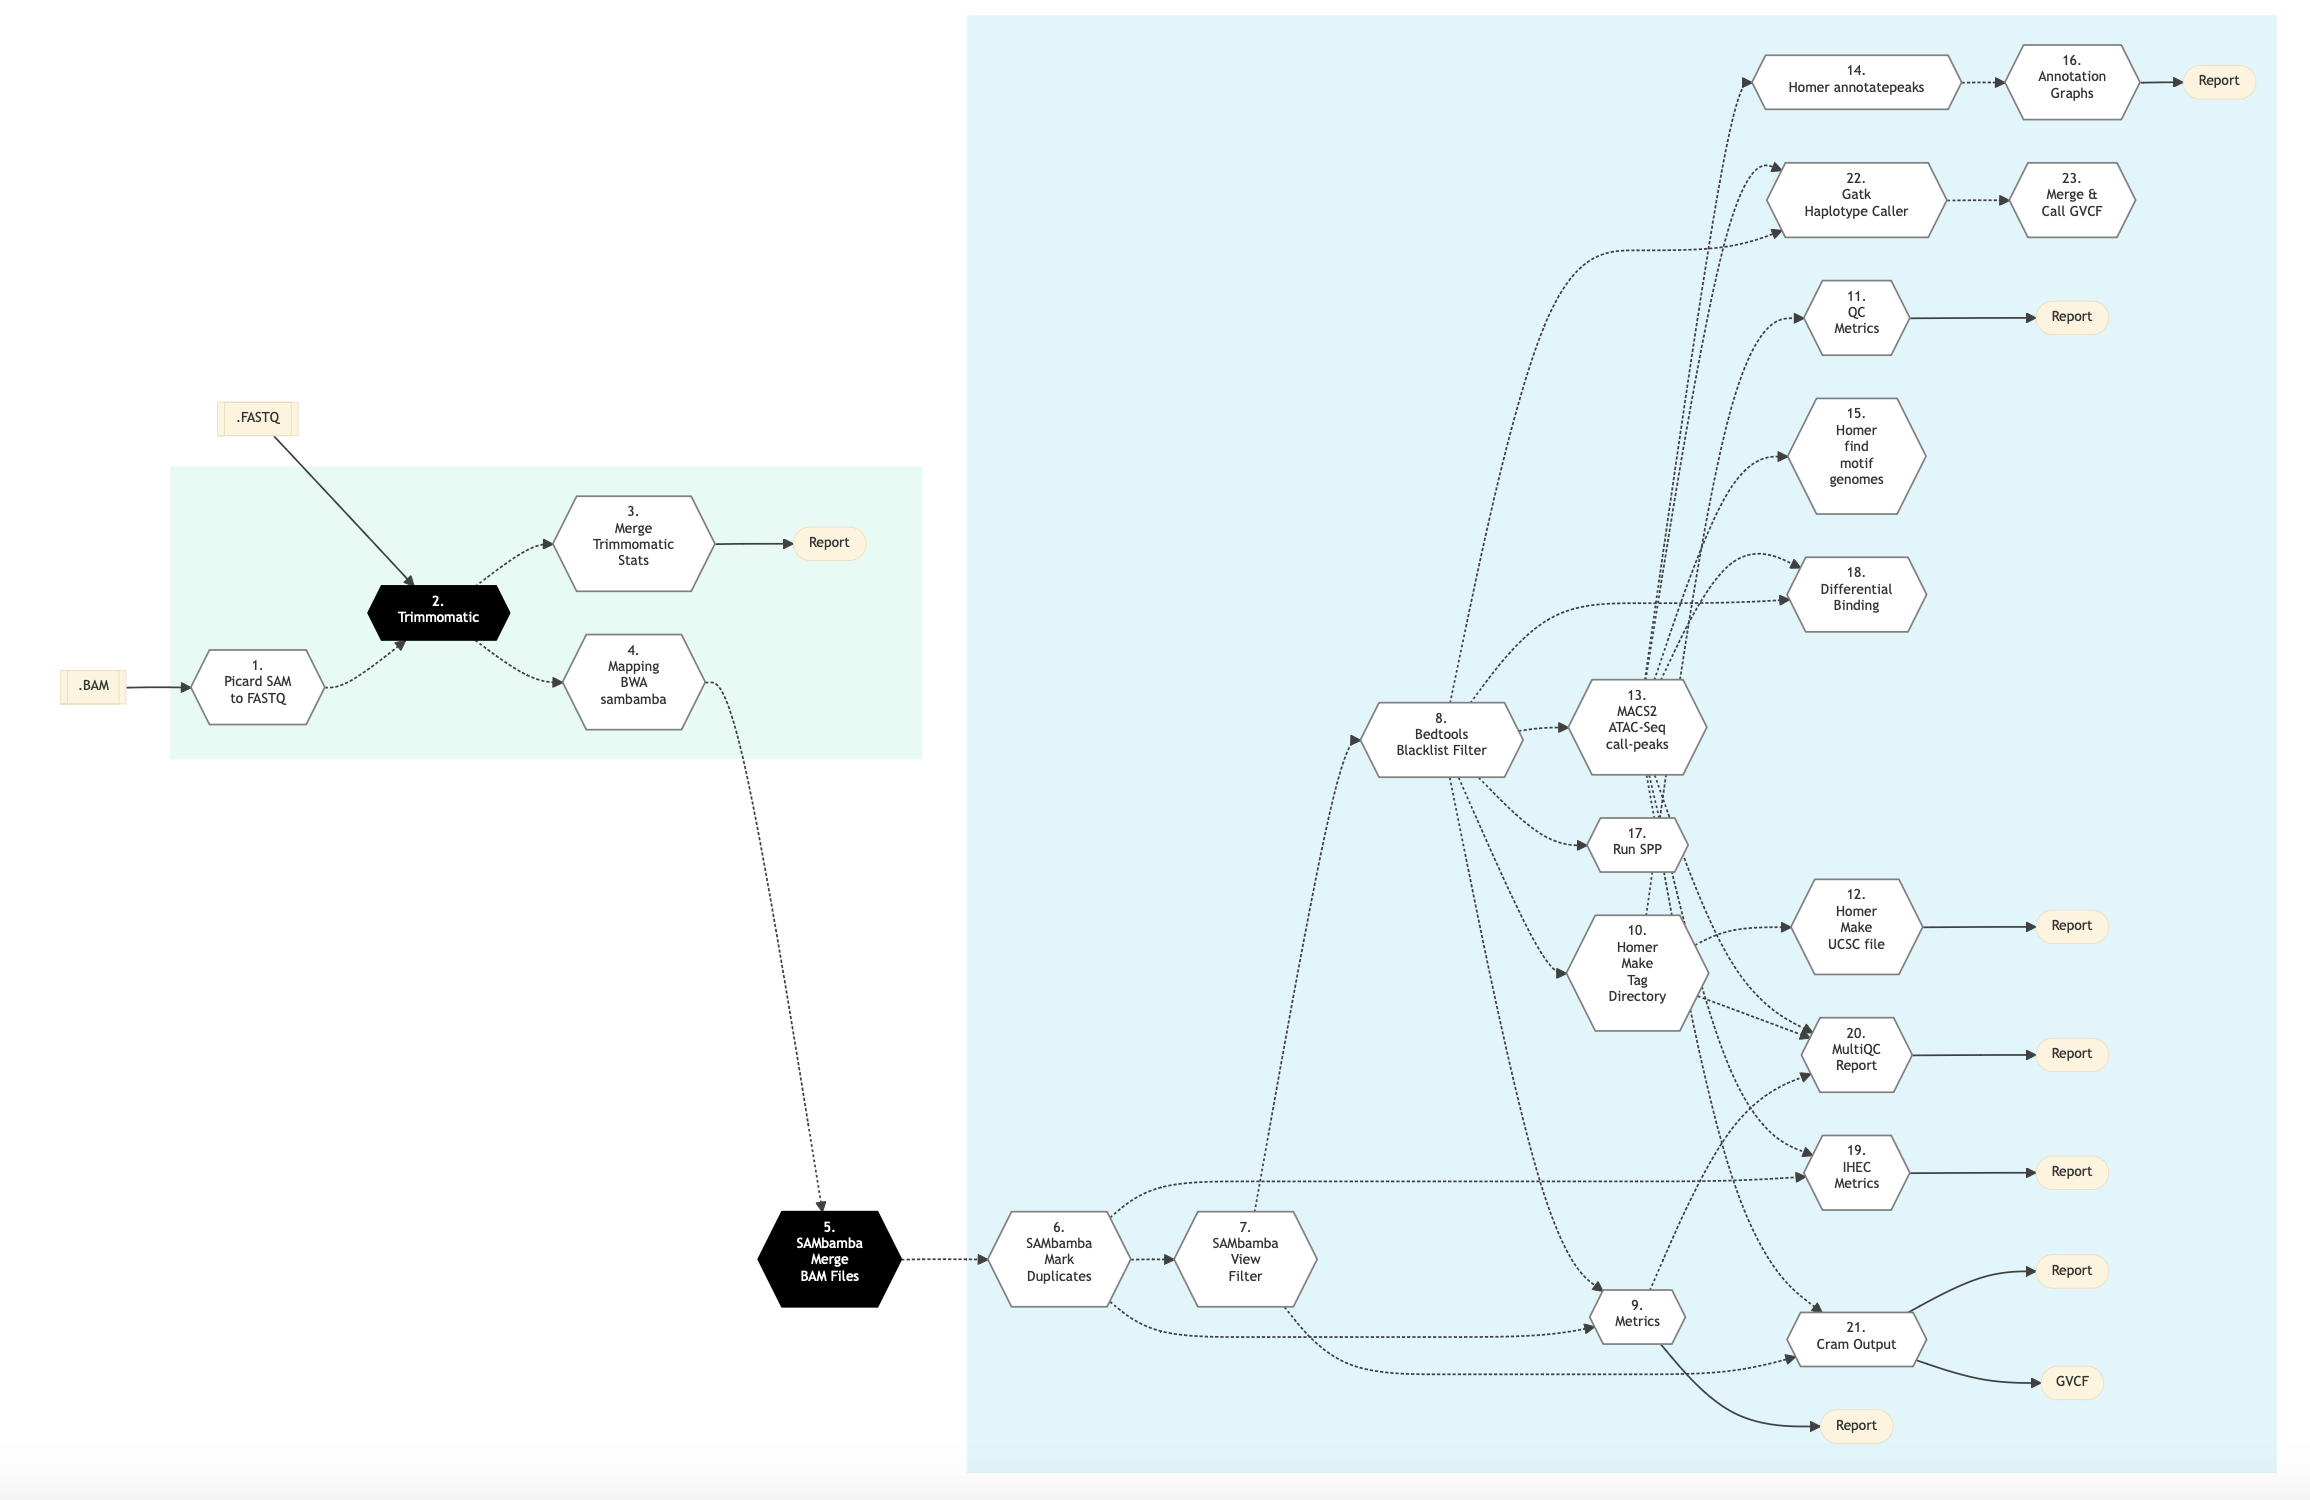 .FASTQ
.BAM
1.
Picard SAM
to FASTQ
2.
Trimmomatic
3.
Merge
Trimmomatic
Stats
Report
4.
Mapping
BWA
sambamba
5.
SAMbamba
Merge
BAM Files
6.
SAMbamba
Mark
Duplicates
7.
SAMbamba
View
Filter
8.
Bedtools
Blacklist Filter
13.
MACS2
ATAC-Seq
call-peaks
17.
Run SPP
10.
Homer
Make
Tag
Directory
9.
Metrics
Report
14.
Homer annotatepeaks
16.
Annotation
Graphs
Report
22.
Gatk
Haplotype Caller
23.
Merge &
Call GVCF
11.
QC
Metrics
Report
15.
Homer
find
motif
genomes
18.
Differential
Binding
12.
Homer
Make
UCSC file
Report
20.
MultiQC
Report
Report
19.
IHEC
Metrics
Report
21.
Cram Output
Report
GVCF